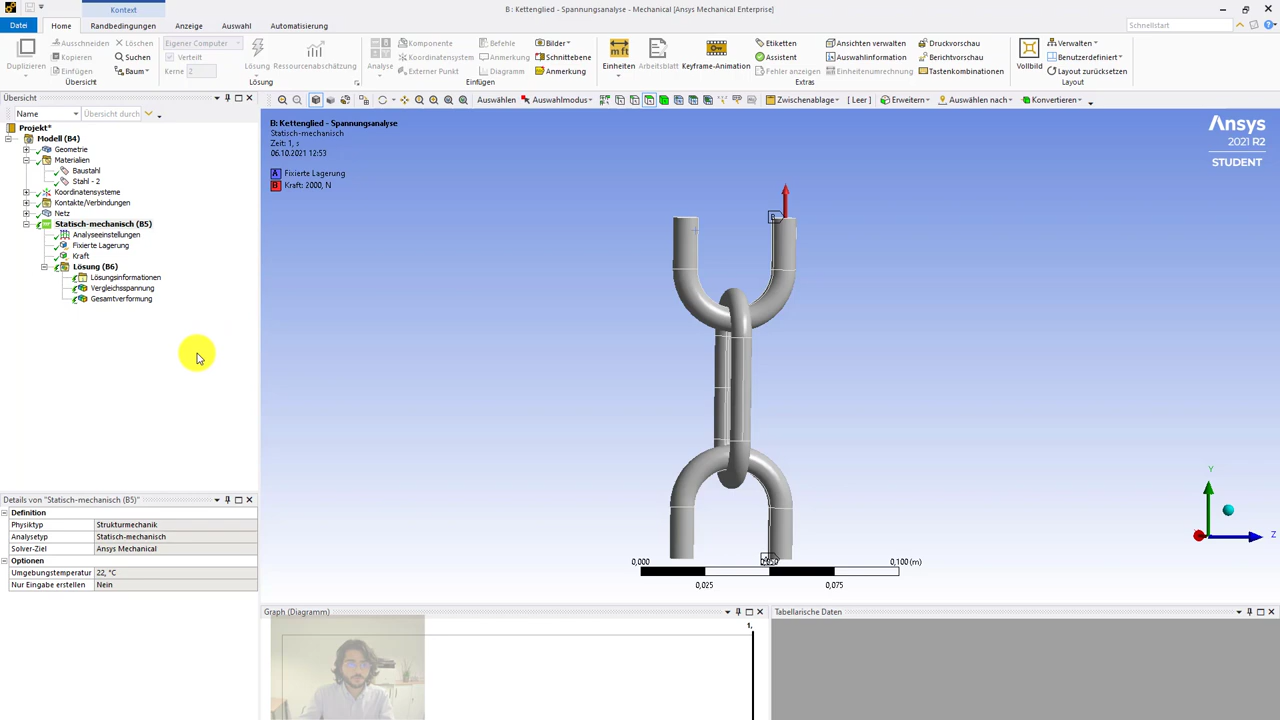 Kontext
B : Kettenglied - Spannungsanalyse - Mechanical [Ansys Mechanical Enterprise]
Datei
Home
Randbedingungen
Anzeige
Auswahl
Automatisierung
Schnellstart
Duplizieren
Ausschneiden
Löschen
Kopieren
Suchen
Einfügen
Baum
Übersicht
Eigener Computer
Verteilt
Kerne 2
Lösung
Ressourcenabschätzung
Lösung
Analyse
Komponente
Koordinatensystem
Externer Punkt
Befehle
Kommentar
Diagramm
Bilder
Schnittebene
Anmerkung
Einfügen
Einheiten
Arbeitsblatt
Keyframe-Animation
Etiketten
Assistent
Fehler anzeigen
Ansichten verwalten
Auswahlinformation
Einheitenumrechnung
Druckvorschau
Berichtvorschau
Tastenkombinationen
Extras
Vollbild
Verwalten
Benutzerdefiniert
Layout zurücksetzen
Layout
Übersicht
Name
Übersicht durch
Auswählen
Auswahlmodus
Zwischenablage
[ Leer ]
Erweitern
Auswählen nach
Konvertieren
Projekt*
Modell (B4)
Geometrie
Materialien
Baustahl
Stahl - 2
Koordinatensysteme
Kontakte/Verbindungen
Netz
Statisch-mechanisch (B5)
Analyseeinstellungen
Fixierte Lagerung
Kraft
Lösung (B6)
Lösungsinformationen
Vergleichsspannung
Gesamtverformung
Details von "Statisch-mechanisch (B5)"
Definition
Physiktyp Strukturmechanik
Analysetyp Statisch-mechanisch
Solver-Ziel Ansys Mechanical
Optionen
Umgebungstemperatur 22, °C
Nur Eingabe erstellen Nein
B: Kettenglied - Spannungsanalyse
Statisch-mechanisch
Zeit: 1, s
06.10.2021 12:53
A Fixierte Lagerung
B Kraft: 2000, N
Ansys
2021 R2
STUDENT
B
Y
Z
0,000
0,050
0,100 (m)
0,025
0,075
Graph (Diagramm)
1,
Tabellarische Daten